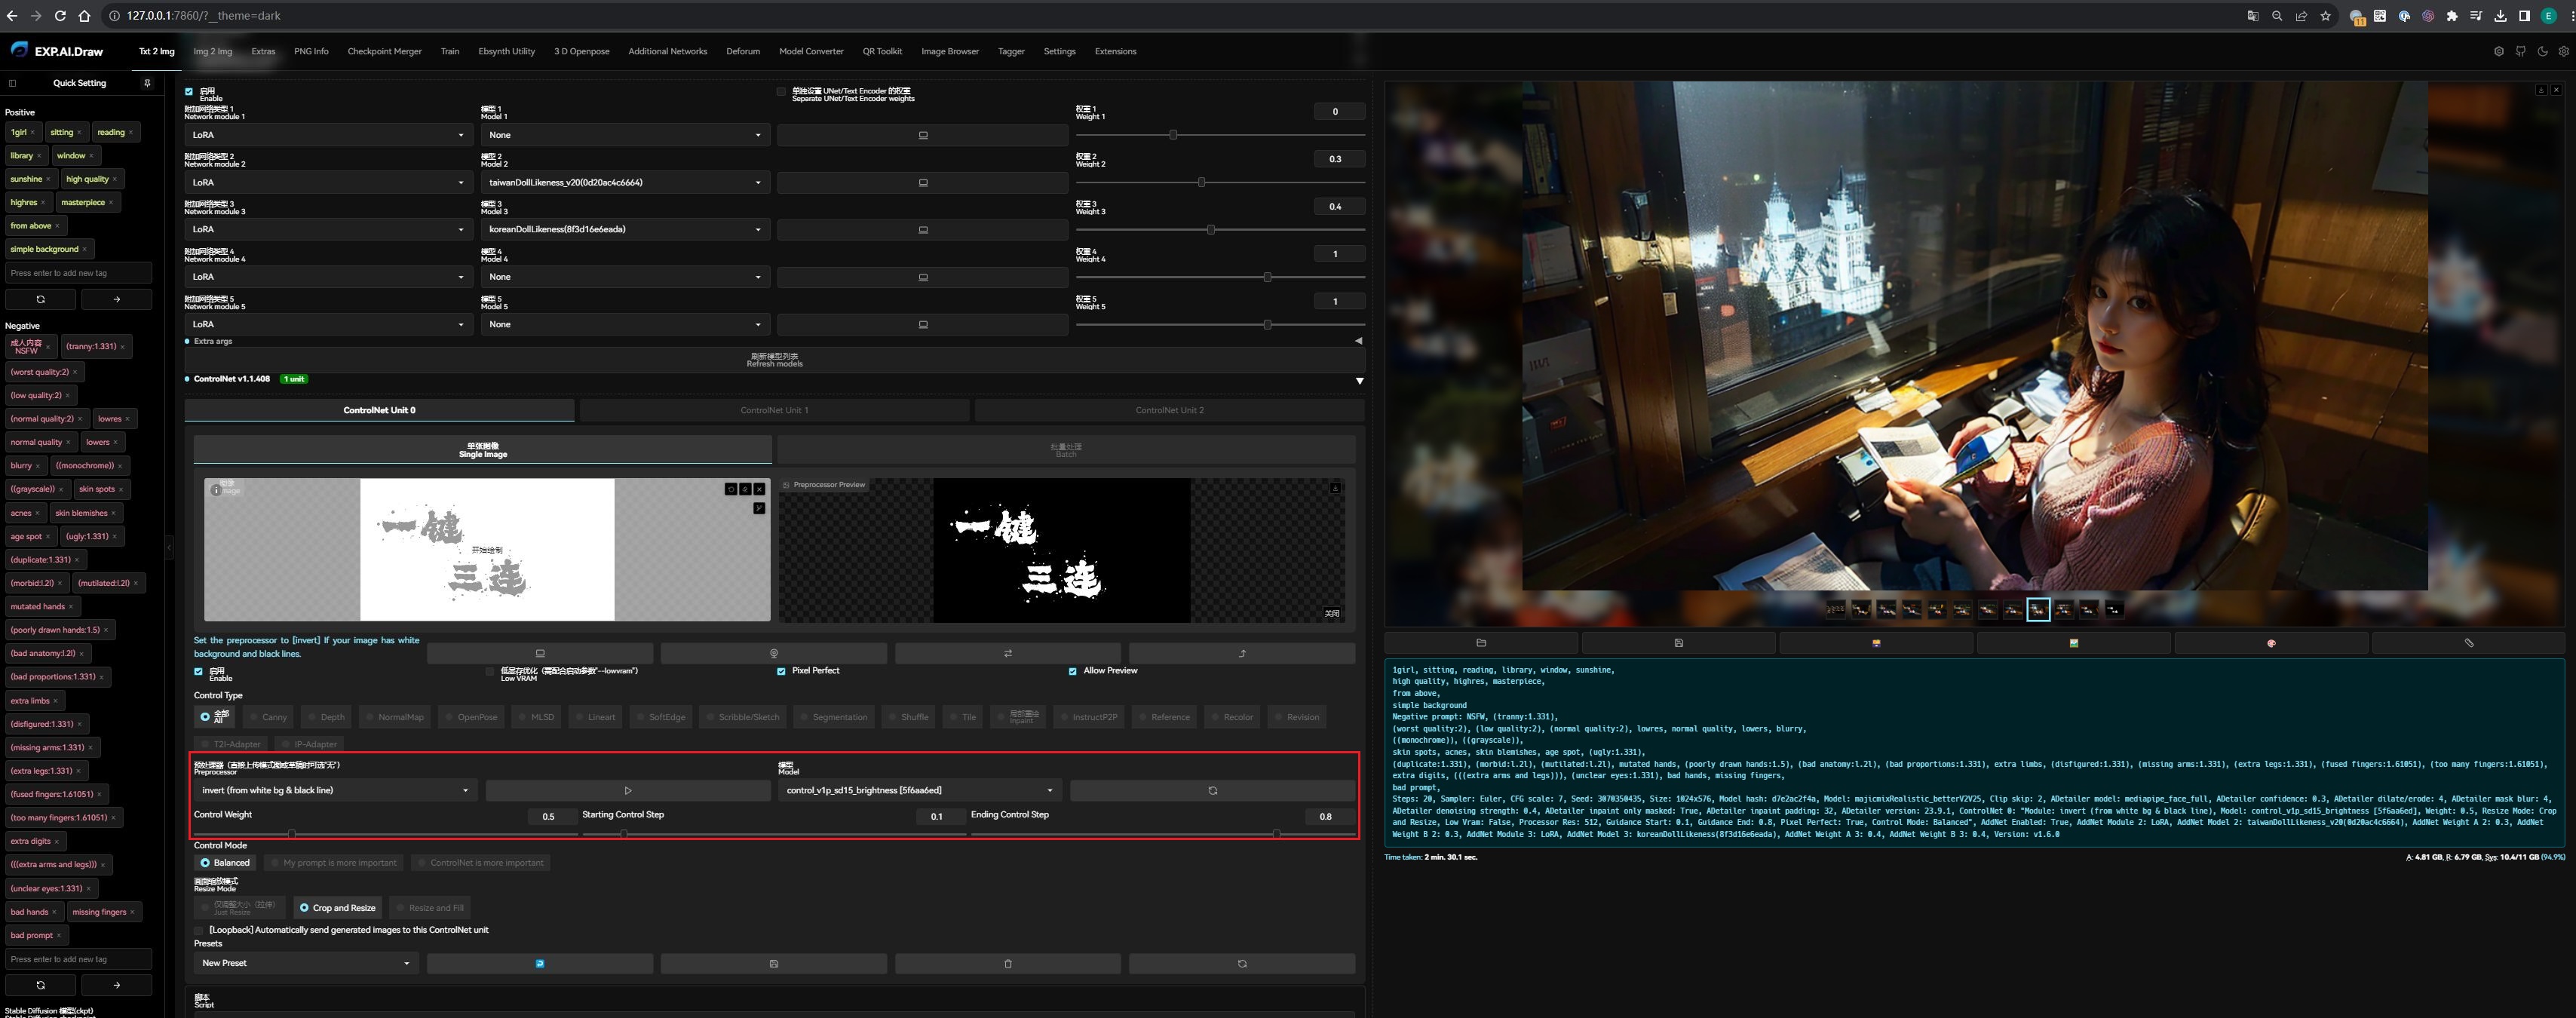 127.0.0.1:7860/?__theme=dark
11
E
EXP.AI.Draw
Txt 2 Img
Img 2 Img
Extras
PNG Info
Checkpoint Merger
Train
Ebsynth Utility
3 D Openpose
Additional Networks
Deforum
Model Converter
QR Toolkit
Image Browser
Tagger
Settings
Extensions
Quick Setting
Positive
1girl × sitting × reading ×
library × window ×
sunshine × high quality ×
highres × masterpiece ×
from above ×
simple background ×
Press enter to add new tag
Negative
成人内容
NSFW × (tranny:1.331) ×
(worst quality:2) ×
(low quality:2) ×
(normal quality:2) × lowres ×
normal quality × lowers ×
blurry × ((monochrome)) ×
((grayscale)) × skin spots ×
acnes × skin blemishes ×
age spot × (ugly:1.331) ×
(duplicate:1.331) ×
(morbid:l.2l) × (mutilated:l.2l) ×
mutated hands ×
(poorly drawn hands:1.5) ×
(bad anatomy:l.2l) ×
(bad proportions:1.331) ×
extra limbs ×
(disfigured:1.331) ×
(missing arms:1.331) ×
(extra legs:1.331) ×
(fused fingers:1.61051) ×
(too many fingers:1.61051) ×
extra digits ×
(((extra arms and legs))) ×
(unclear eyes:1.331) ×
bad hands × missing fingers ×
bad prompt ×
Press enter to add new tag
Stable Diffusion 模型(ckpt)
启用
Enable
单独设置 UNet/Text Encoder 的权重
Separate UNet/Text Encoder weights
附加网络类型 1
Network module 1
模型 1
Model 1
权重 1
Weight 1
0
LoRA
None
附加网络类型 2
Network module 2
模型 2
Model 2
权重 2
Weight 2
0.3
LoRA
taiwanDollLikeness_v20(0d20ac4c6664)
附加网络类型 3
Network module 3
模型 3
Model 3
权重 3
Weight 3
0.4
LoRA
koreanDollLikeness(8f3d16e6eada)
附加网络类型 4
Network module 4
模型 4
Model 4
权重 4
Weight 4
1
LoRA
None
附加网络类型 5
Network module 5
模型 5
Model 5
权重 5
Weight 5
1
LoRA
None
Extra args
刷新模型列表
Refresh models
ControlNet v1.1.408 1 unit
ControlNet Unit 0
ControlNet Unit 1
ControlNet Unit 2
单张图像
Single Image
批量处理
Batch
一键
开始绘制
三连
Preprocessor Preview
一键
三连
关闭
Set the preprocessor to [invert] If your image has white
background and black lines.
启用
Enable
低显存优化（需配合启动参数"--lowvram"）
Low VRAM
Pixel Perfect
Allow Preview
Control Type
全部
All
Canny
Depth
NormalMap
OpenPose
MLSD
Lineart
SoftEdge
Scribble/Sketch
Segmentation
Shuffle
Tile
局部重绘
Inpaint
InstructP2P
Reference
Recolor
Revision
T2I-Adapter
IP-Adapter
预处理器（直接上传模式图或草稿时可选"无"）
Preprocessor
模型
Model
invert (from white bg & black line)
control_v1p_sd15_brightness [5f6aa6ed]
Control Weight
0.5
Starting Control Step
0.1
Ending Control Step
0.8
Control Mode
Balanced
My prompt is more important
ControlNet is more important
画面缩放模式
Resize Mode
仅调整大小（拉伸）
Just Resize
Crop and Resize
Resize and Fill
[Loopback] Automatically send generated images to this ControlNet unit
Presets
New Preset
脚本
Script
1girl, sitting, reading, library, window, sunshine,
high quality, highres, masterpiece,
from above,
simple background
Negative prompt: NSFW, (tranny:1.331),
(worst quality:2), (low quality:2), (normal quality:2), lowres, normal quality, lowers, blurry,
((monochrome)), ((grayscale)),
skin spots, acnes, skin blemishes, age spot, (ugly:1.331),
(duplicate:1.331), (morbid:l.2l), (mutilated:l.2l), mutated hands, (poorly drawn hands:1.5), (bad anatomy:l.2l), (bad proportions:1.331), extra limbs, (disfigured:1.331), (missing arms:1.331), (extra legs:1.331), (fused fingers:1.61051), (too many fingers:1.61051),
extra digits, (((extra arms and legs))), (unclear eyes:1.331), bad hands, missing fingers,
bad prompt,
Steps: 20, Sampler: Euler, CFG scale: 7, Seed: 3070350435, Size: 1024x576, Model hash: d7e2ac2f4a, Model: majicmixRealistic_betterV2V25, Clip skip: 2, ADetailer model: mediapipe_face_full, ADetailer confidence: 0.3, ADetailer dilate/erode: 4, ADetailer mask blur: 4,
ADetailer denoising strength: 0.4, ADetailer inpaint only masked: True, ADetailer inpaint padding: 32, ADetailer version: 23.9.1, ControlNet 0: "Module: invert (from white bg & black line), Model: control_v1p_sd15_brightness [5f6aa6ed], Weight: 0.5, Resize Mode: Crop
and Resize, Low Vram: False, Processor Res: 512, Guidance Start: 0.1, Guidance End: 0.8, Pixel Perfect: True, Control Mode: Balanced", AddNet Enabled: True, AddNet Module 2: LoRA, AddNet Model 2: taiwanDollLikeness_v20(0d20ac4c6664), AddNet Weight A 2: 0.3, AddNet
Weight B 2: 0.3, AddNet Module 3: LoRA, AddNet Model 3: koreanDollLikeness(8f3d16e6eada), AddNet Weight A 3: 0.4, AddNet Weight B 3: 0.4, Version: v1.6.0
Time taken: 2 min. 30.1 sec.
A: 4.81 GB, R: 6.79 GB, Sys: 10.4/11 GB (94.9%)